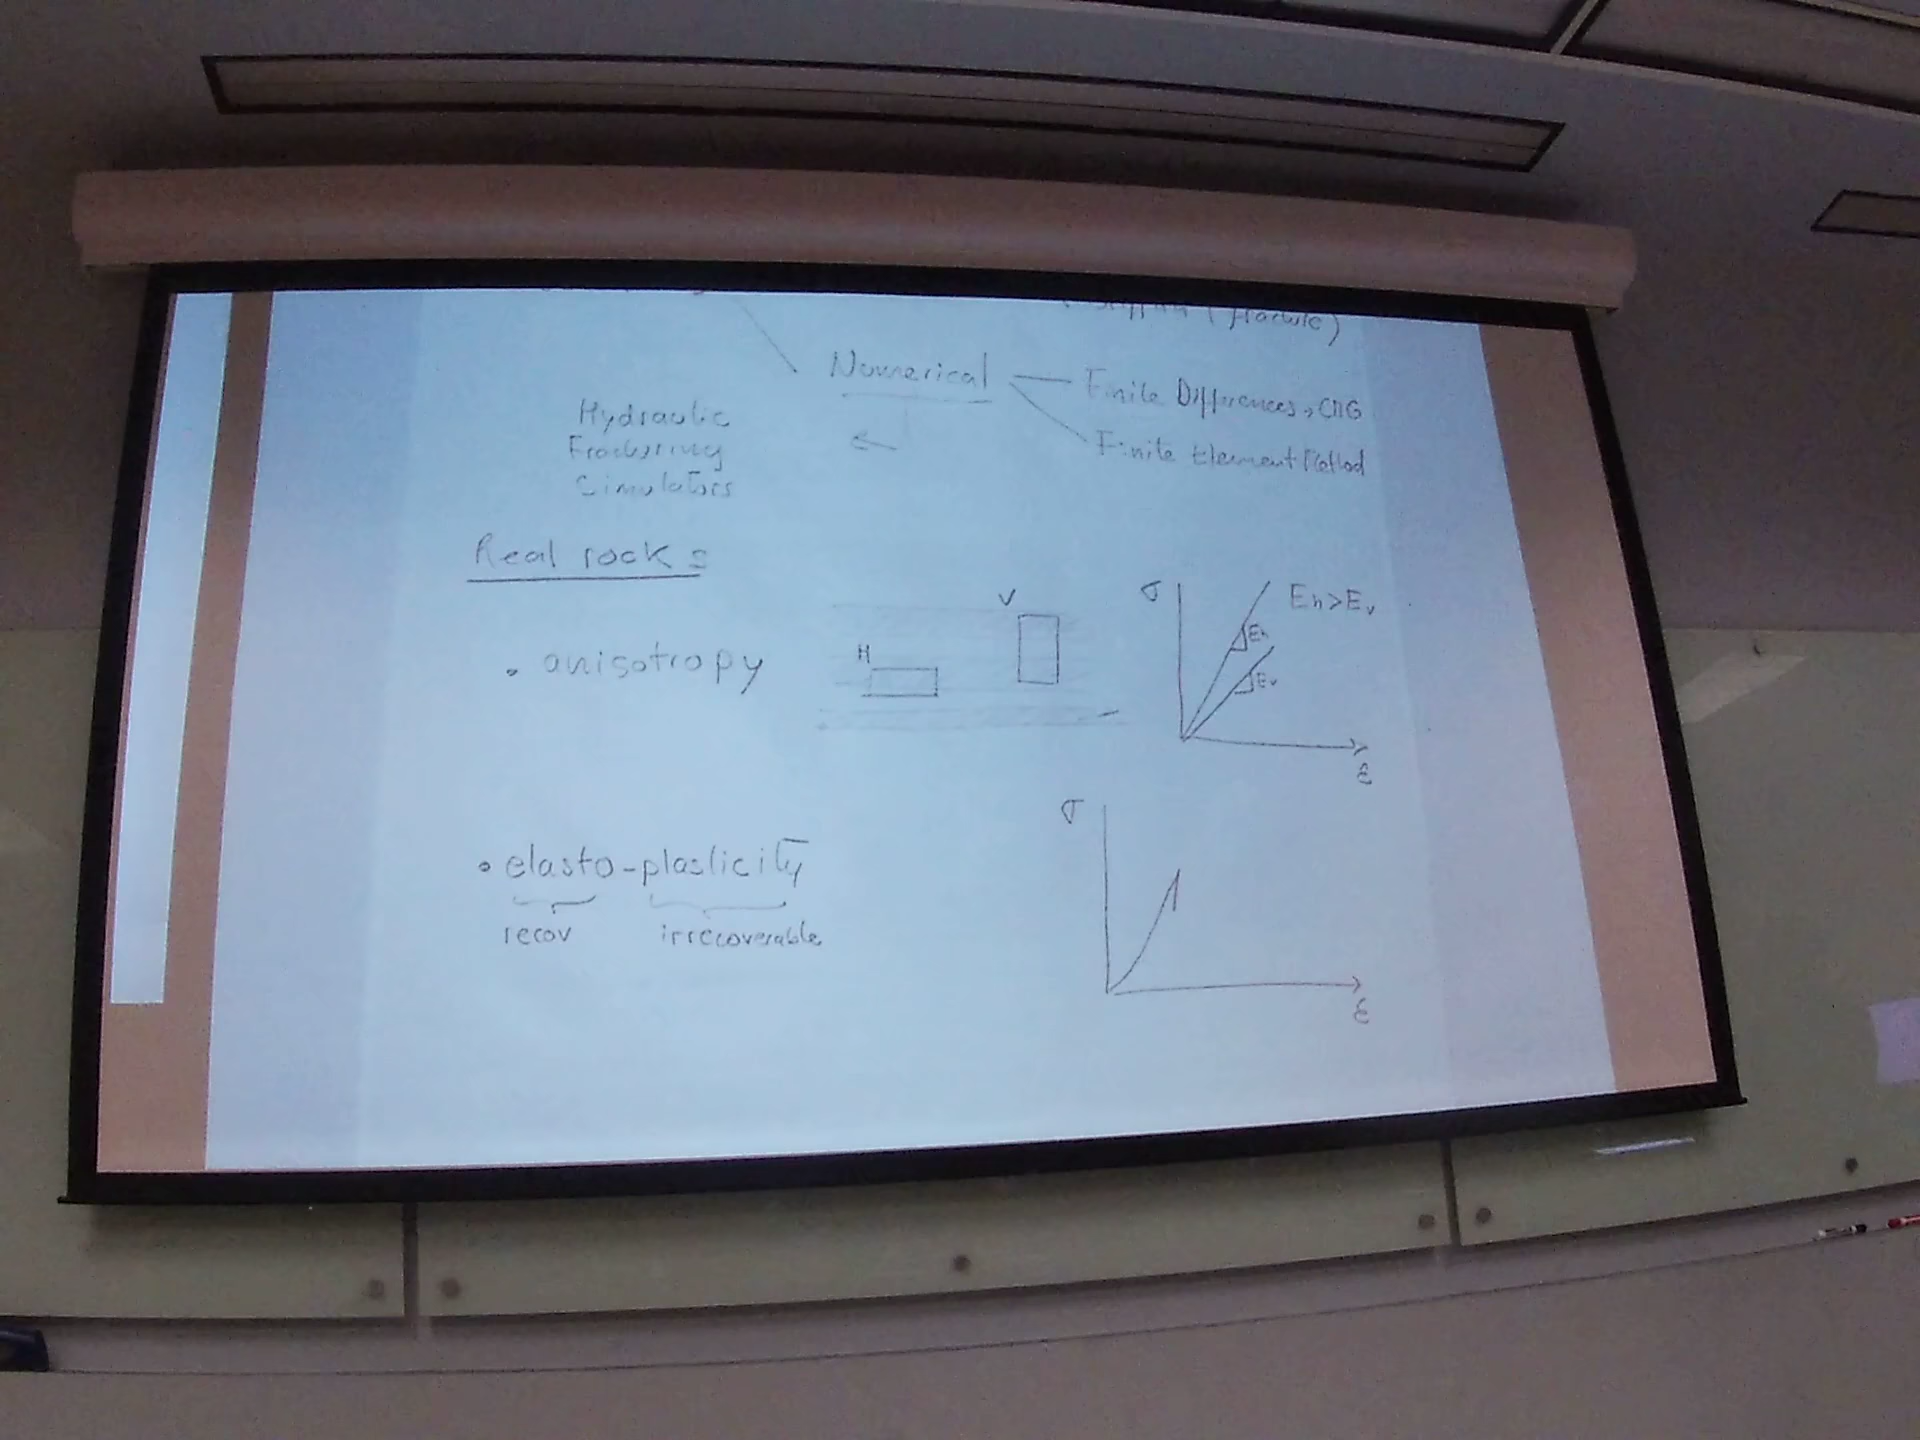 (fracture)
Numerical
Finite Differences, CMG
Hydraulic
Fracturing
Simulators
Finite Element Method
Real rocks
• anisotropy
H
V
σ
Eh>Ev
Eh
Ev
ε
• elasto-plasticity
recov
irrecoverable
σ
ε